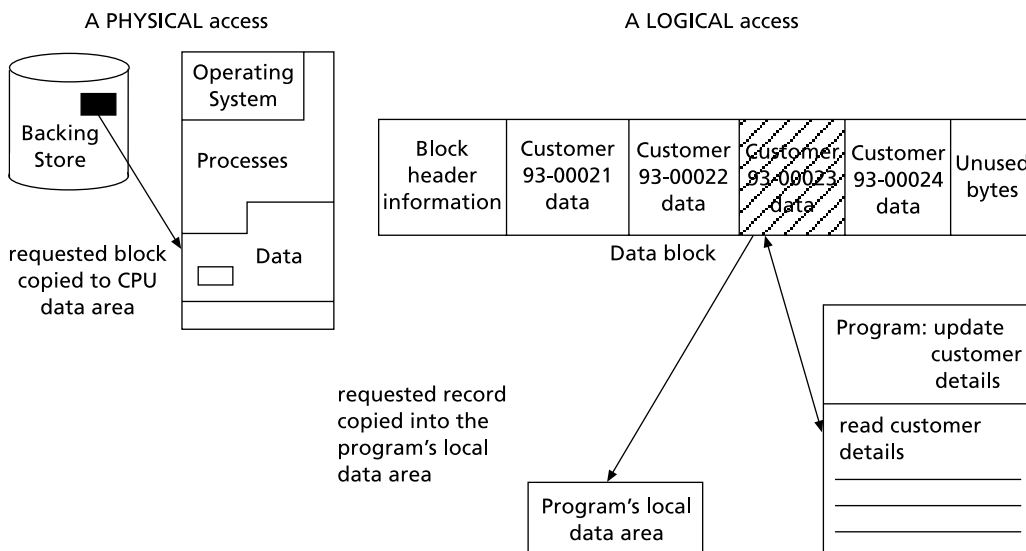 A PHYSICAL access
A LOGICAL access
Operating
System
Backing
Store
Processes
Data
requested block
copied to CPU
data area
Block
header
information
Customer
93-00021
data
Customer
93-00022
data
Customer
93-00023
data
Customer
93-00024
data
Unused
bytes
Data block
requested record
copied into the
program's local
data area
Program: update
customer
details
read customer
details
Program's local
data area